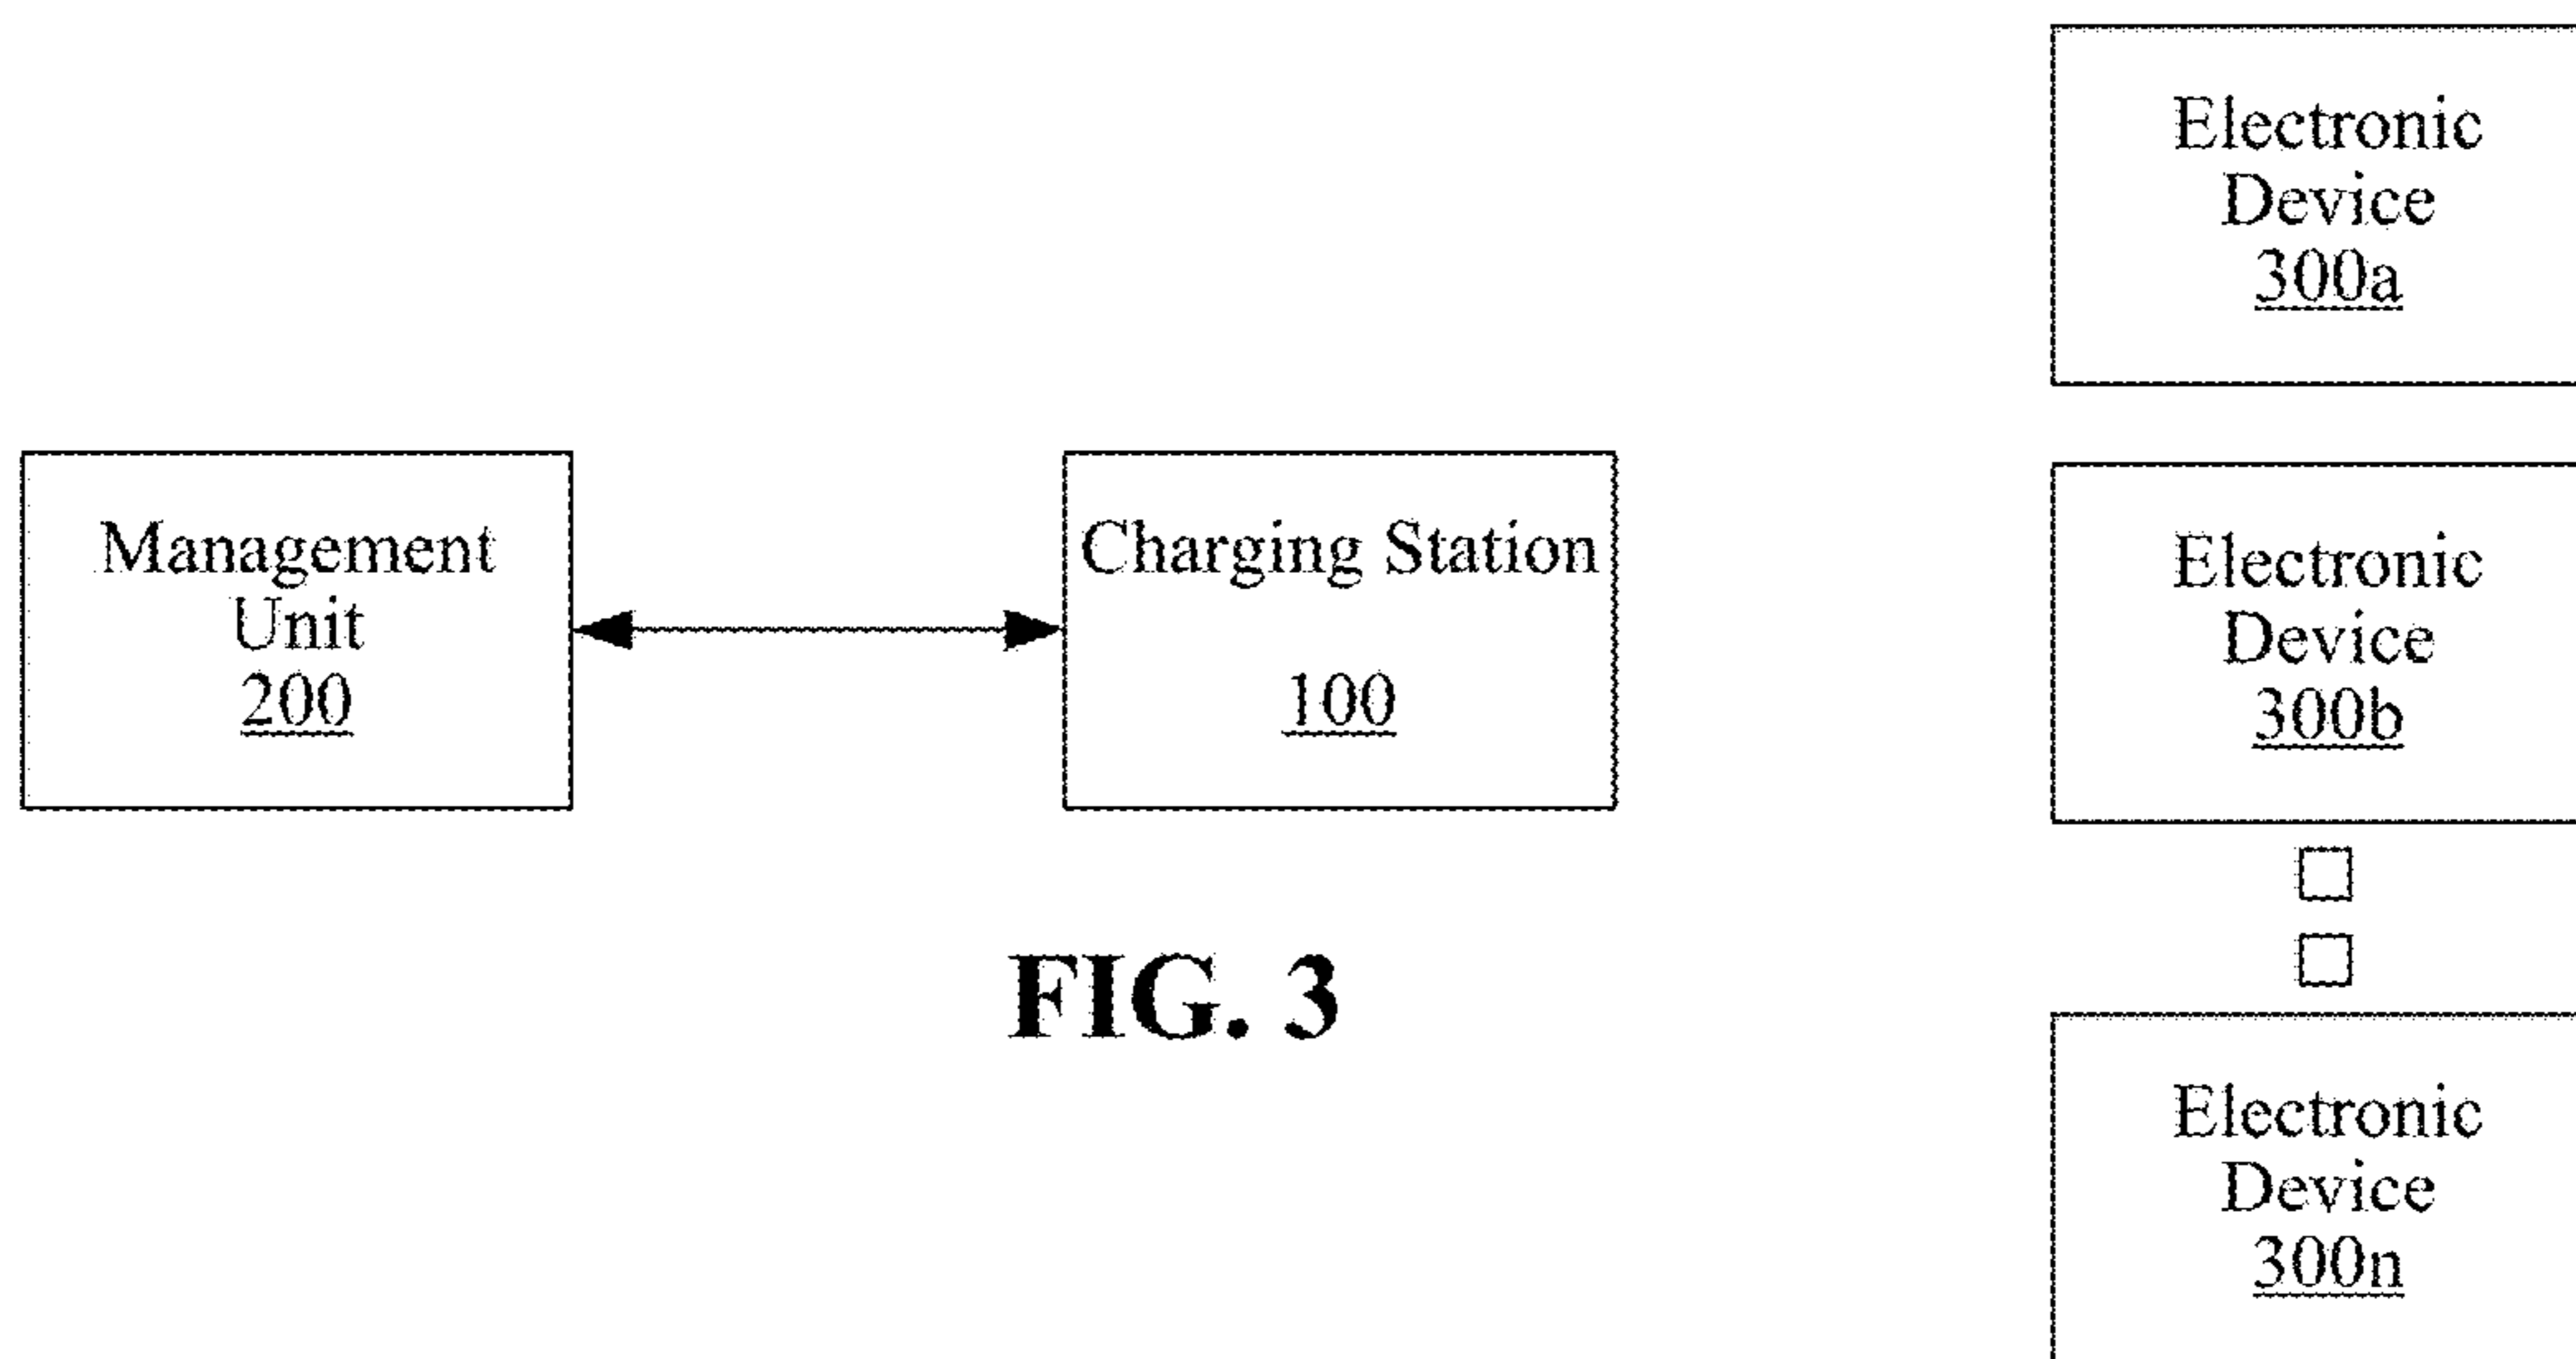 Electronic
Device
300a
Management
Unit
200
Charging Station
100
Electronic
Device
300b
FIG. 3
Electronic
Device
300n